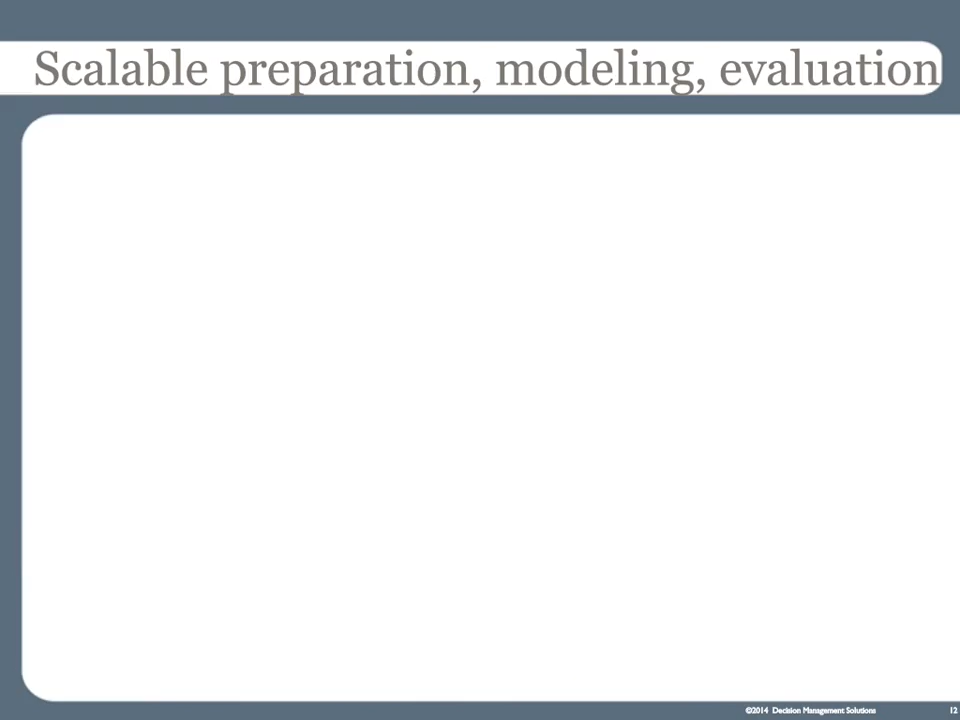 Scalable preparation, modeling, evaluation
©2014 Decision Management Solutions
12